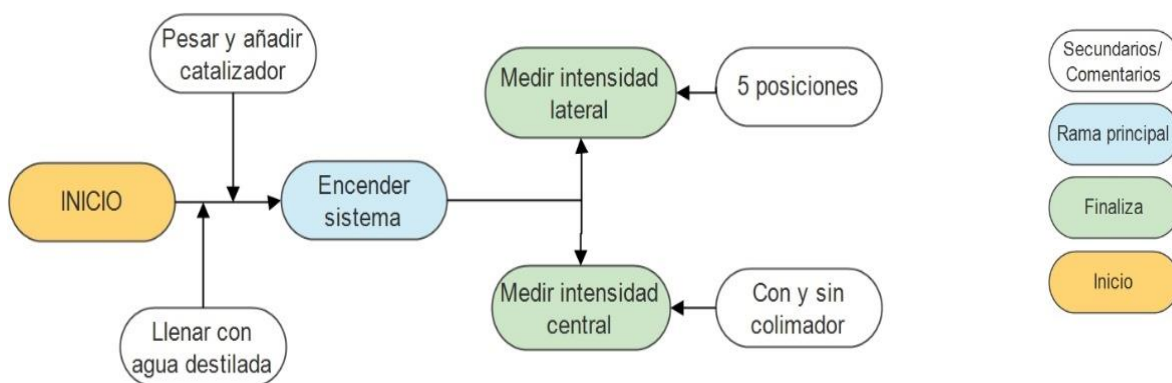 Pesar y añadir
catalizador
Medir intensidad
lateral
5 posiciones
INICIO
Encender
sistema
Llenar con
agua destilada
Medir intensidad
central
Con y sin
colimador
Secundarios/
Comentarios
Rama principal
Finaliza
Inicio